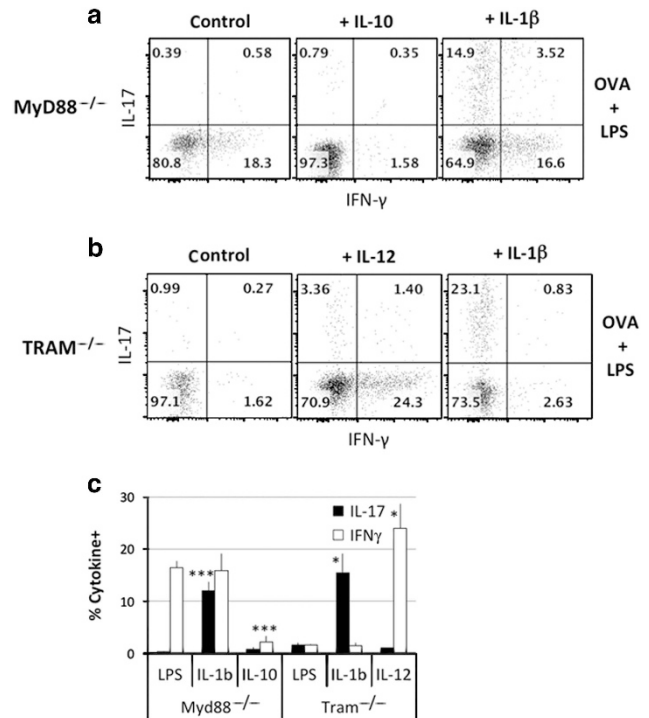 a
Control + IL-10 + IL-1β
0.39 0.58 0.79 0.35 14.9 3.52
MyD88−/− IL-17 OVA + LPS
80.8 18.3 97.3 1.58 64.9 16.6
IFN-γ
b
Control + IL-12 + IL-1β
0.99 0.27 3.36 1.40 23.1 0.83
TRAM−/− IL-17 OVA + LPS
97.1 1.62 70.9 24.3 73.5 2.63
IFN-γ
c
30
20
10
0
% Cytokine+
IL-17
IFNγ
*** *** * *
LPS IL-1b IL-10 LPS IL-1b IL-12
Myd88−/− Tram−/−